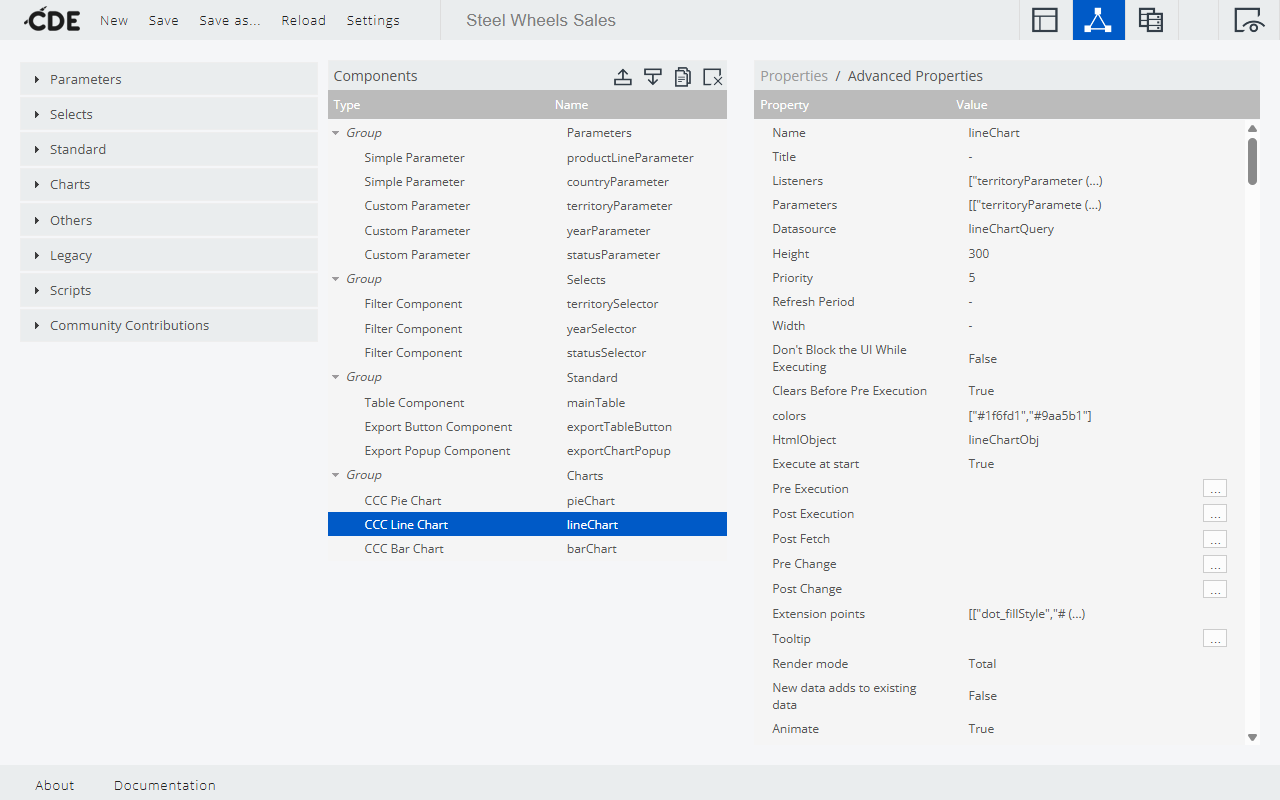 CDE New Save Save as... Reload Settings Steel Wheels Sales
Parameters
Selects
Standard
Charts
Others
Legacy
Scripts
Community Contributions
Components
Type Name
Group Parameters
Simple Parameter productLineParameter
Simple Parameter countryParameter
Custom Parameter territoryParameter
Custom Parameter yearParameter
Custom Parameter statusParameter
Group Selects
Filter Component territorySelector
Filter Component yearSelector
Filter Component statusSelector
Group Standard
Table Component mainTable
Export Button Component exportTableButton
Export Popup Component exportChartPopup
Group Charts
CCC Pie Chart pieChart
CCC Line Chart lineChart
CCC Bar Chart barChart
Properties / Advanced Properties
Property Value
Name lineChart
Title -
Listeners ["territoryParameter (...)
Parameters [["territoryParamete (...)
Datasource lineChartQuery
Height 300
Priority 5
Refresh Period -
Width -
Don't Block the UI While
Executing False
Clears Before Pre Execution True
colors ["#1f6fd1","#9aa5b1"]
HtmlObject lineChartObj
Execute at start True
Pre Execution ...
Post Execution ...
Post Fetch ...
Pre Change ...
Post Change ...
Extension points [["dot_fillStyle","# (...)
Tooltip ...
Render mode Total
New data adds to existing
data False
Animate True
About Documentation